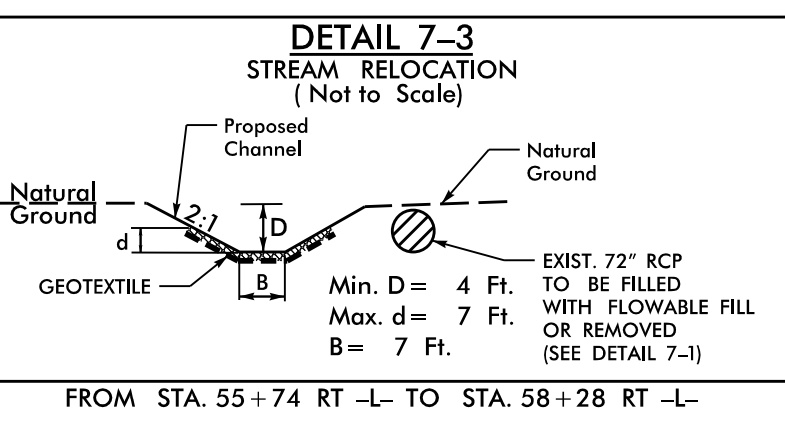 DETAIL 7–3
STREAM RELOCATION
( Not to Scale)
Proposed
Channel
Natural
Ground
Natural
Ground
2:1
D
d
GEOTEXTILE
B
Min. D = 4 Ft.
Max. d = 7 Ft.
B = 7 Ft.
EXIST. 72" RCP
TO BE FILLED
WITH FLOWABLE FILL
OR REMOVED
(SEE DETAIL 7–1)
FROM STA. 55+74 RT –L– TO STA. 58+28 RT –L–